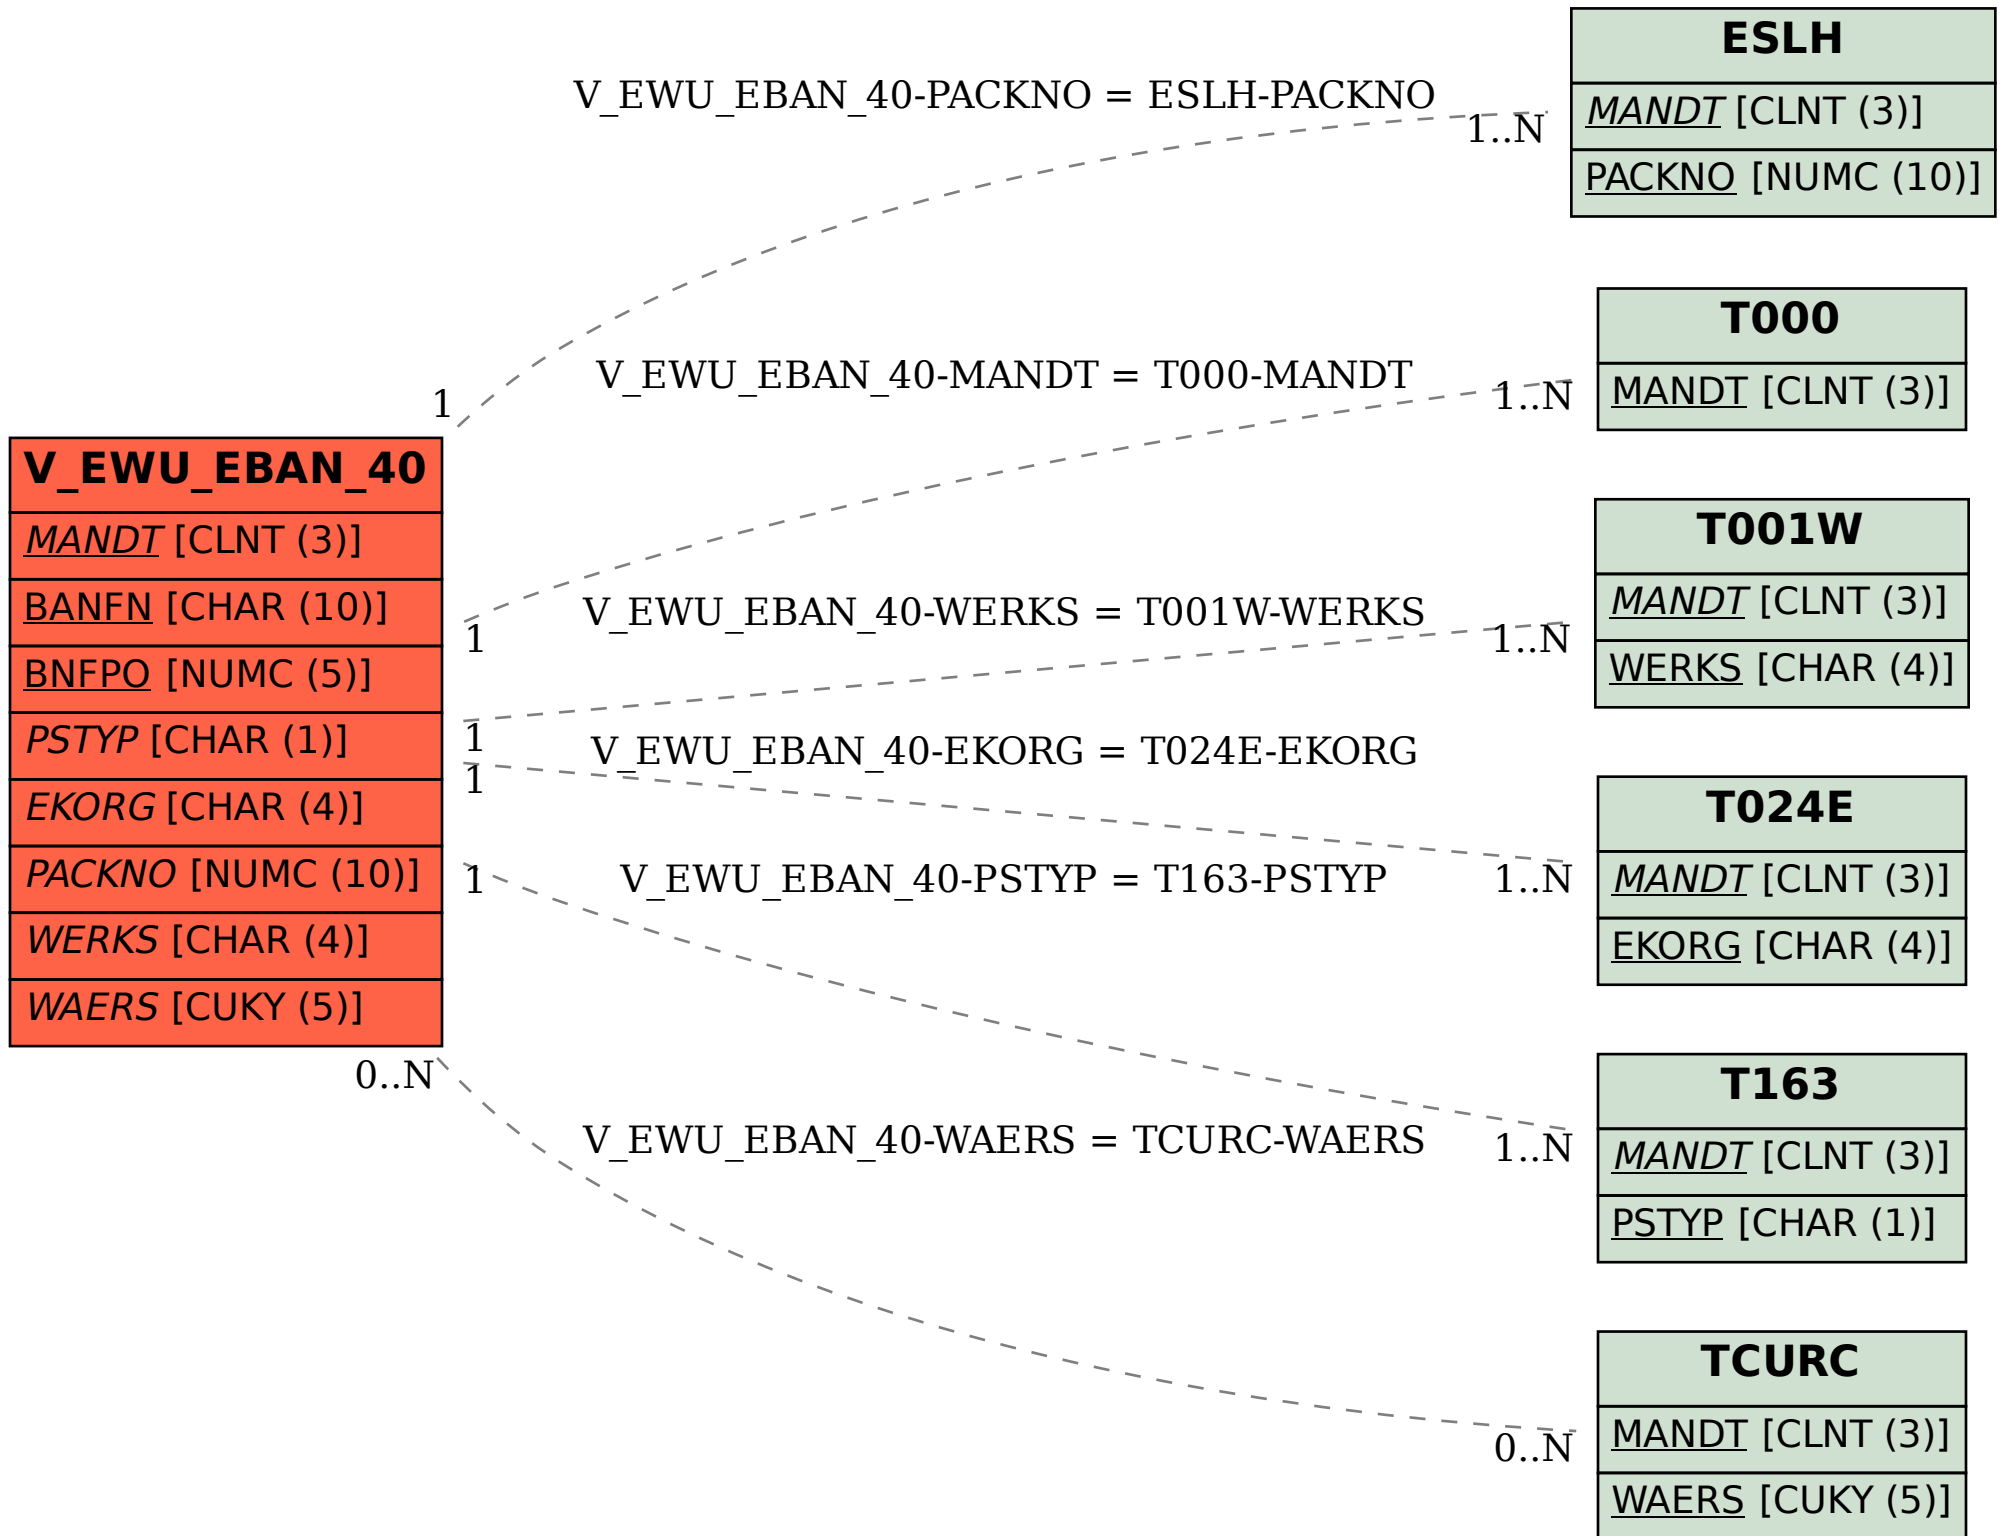 ESLH
MANDT [CLNT (3)]
PACKNO [NUMC (10)]
V_EWU_EBAN_40-PACKNO = ESLH-PACKNO
1..N
1
T000
MANDT [CLNT (3)]
V_EWU_EBAN_40-MANDT = T000-MANDT
1..N
1
V_EWU_EBAN_40
MANDT [CLNT (3)]
BANFN [CHAR (10)]
BNFPO [NUMC (5)]
PSTYP [CHAR (1)]
EKORG [CHAR (4)]
PACKNO [NUMC (10)]
WERKS [CHAR (4)]
WAERS [CUKY (5)]
T001W
MANDT [CLNT (3)]
WERKS [CHAR (4)]
V_EWU_EBAN_40-WERKS = T001W-WERKS
1..N
1
V_EWU_EBAN_40-EKORG = T024E-EKORG
1
1..N
T024E
MANDT [CLNT (3)]
EKORG [CHAR (4)]
V_EWU_EBAN_40-PSTYP = T163-PSTYP
1
1..N
T163
MANDT [CLNT (3)]
PSTYP [CHAR (1)]
0..N
V_EWU_EBAN_40-WAERS = TCURC-WAERS
0..N
TCURC
MANDT [CLNT (3)]
WAERS [CUKY (5)]